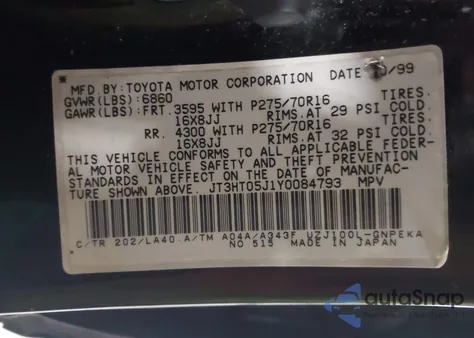 MFD.BY:TOYOTA MOTOR CORPORATION DATE /99
GVWR(LBS):6860
GAWR(LBS):FRT.3595 WITH P275/70R16 TIRES.
16X8JJ RIMS.AT 29 PSI COLD.
RR. 4300 WITH P275/70R16 TIRES.
16X8JJ RIMS.AT 32 PSI COLD.
THIS VEHICLE CONFORMS TO ALL APPLICABLE FEDER-
AL MOTOR VEHICLE SAFETY AND THEFT PREVENTION
STANDARDS IN EFFECT ON THE DATE OF MANUFAC-
TURE SHOWN ABOVE. JT3HT05J1Y0084793 MPV
C/TR 202/LA40.A/TM A04A/A343F UZJ100L-GNPEKA
NO 515 MADE IN JAPAN
autoSnap